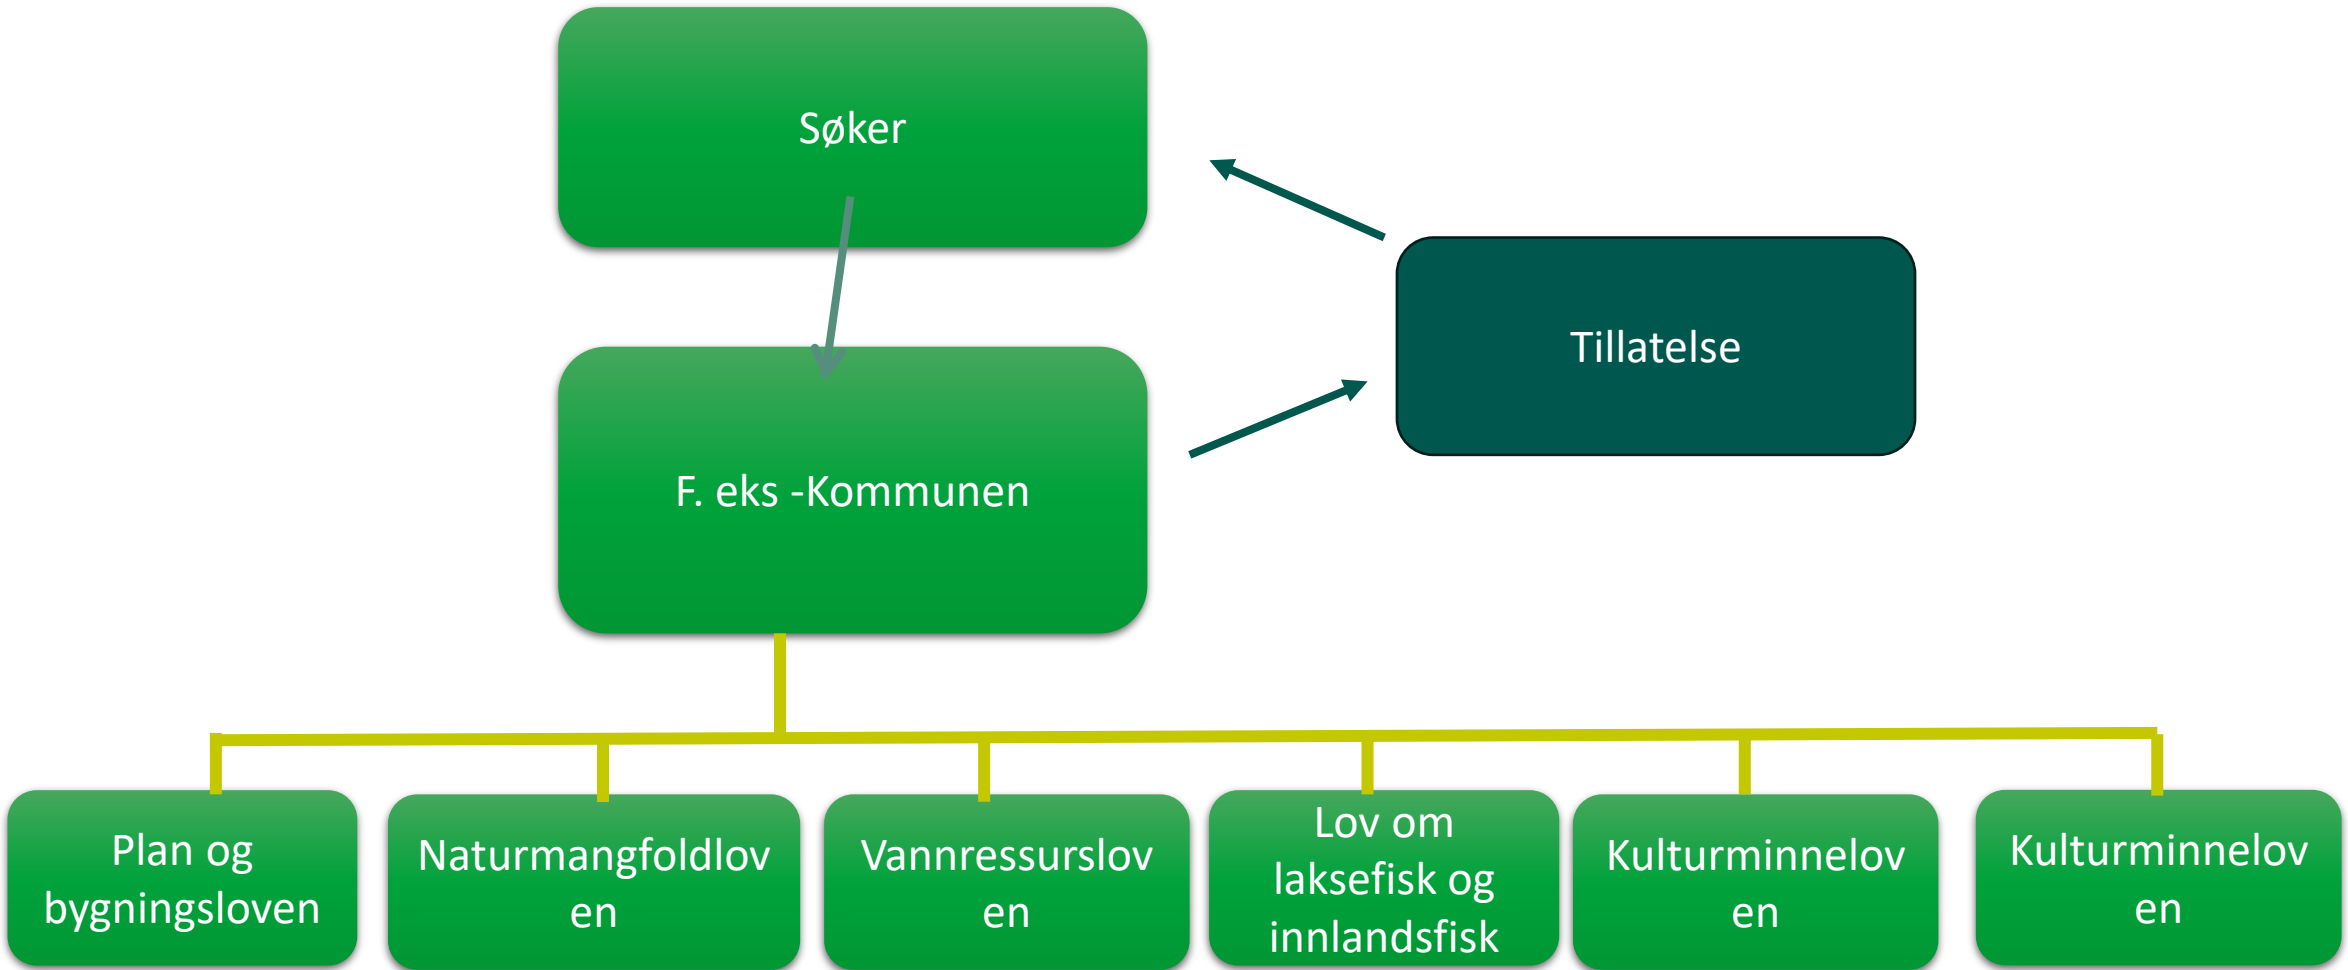 Søker
Tillatelse
F. eks -Kommunen
Plan og
bygningsloven
Naturmangfoldlov
en
Vannressurslov
en
Lov om
laksefisk og
innlandsfisk
Kulturminnelov
en
Kulturminnelov
en